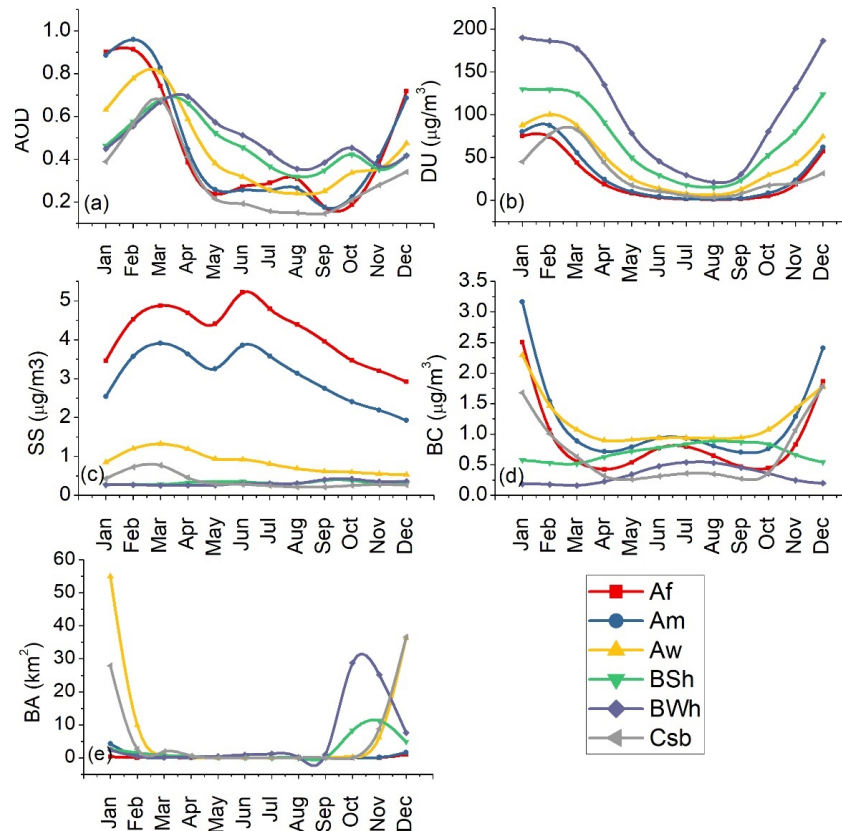 1.0
0.8
0.6
0.4
0.2
AOD
(a)
Jan Feb Mar Apr May Jun Jul Aug Sep Oct Nov Dec
200
150
100
50
0
DU (μg/m³)
(b)
Jan Feb Mar Apr May Jun Jul Aug Sep Oct Nov Dec
5
4
3
2
1
0
SS (μg/m3)
(c)
Jan Feb Mar Apr May Jun Jul Aug Sep Oct Nov Dec
3.5
3.0
2.5
2.0
1.5
1.0
0.5
0.0
BC (μg/m³)
(d)
Jan Feb Mar Apr May Jun Jul Aug Sep Oct Nov Dec
60
50
40
30
20
10
0
BA (km²)
(e
Jan Feb Mar Apr May Jun Jul Aug Sep Oct Nov Dec
Af
Am
Aw
BSh
BWh
Csb